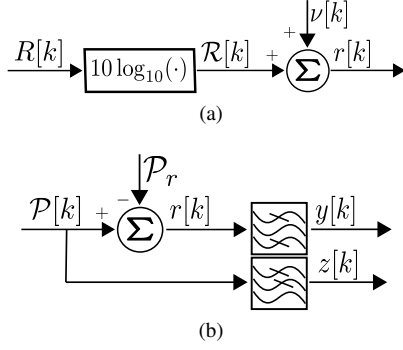 ν[k]
+
R[k] 10 log₁₀(·) ℛ[k] + Σ r[k]
(a)
𝒫ᵣ
−
𝒫[k] + Σ r[k] y[k]
z[k]
(b)